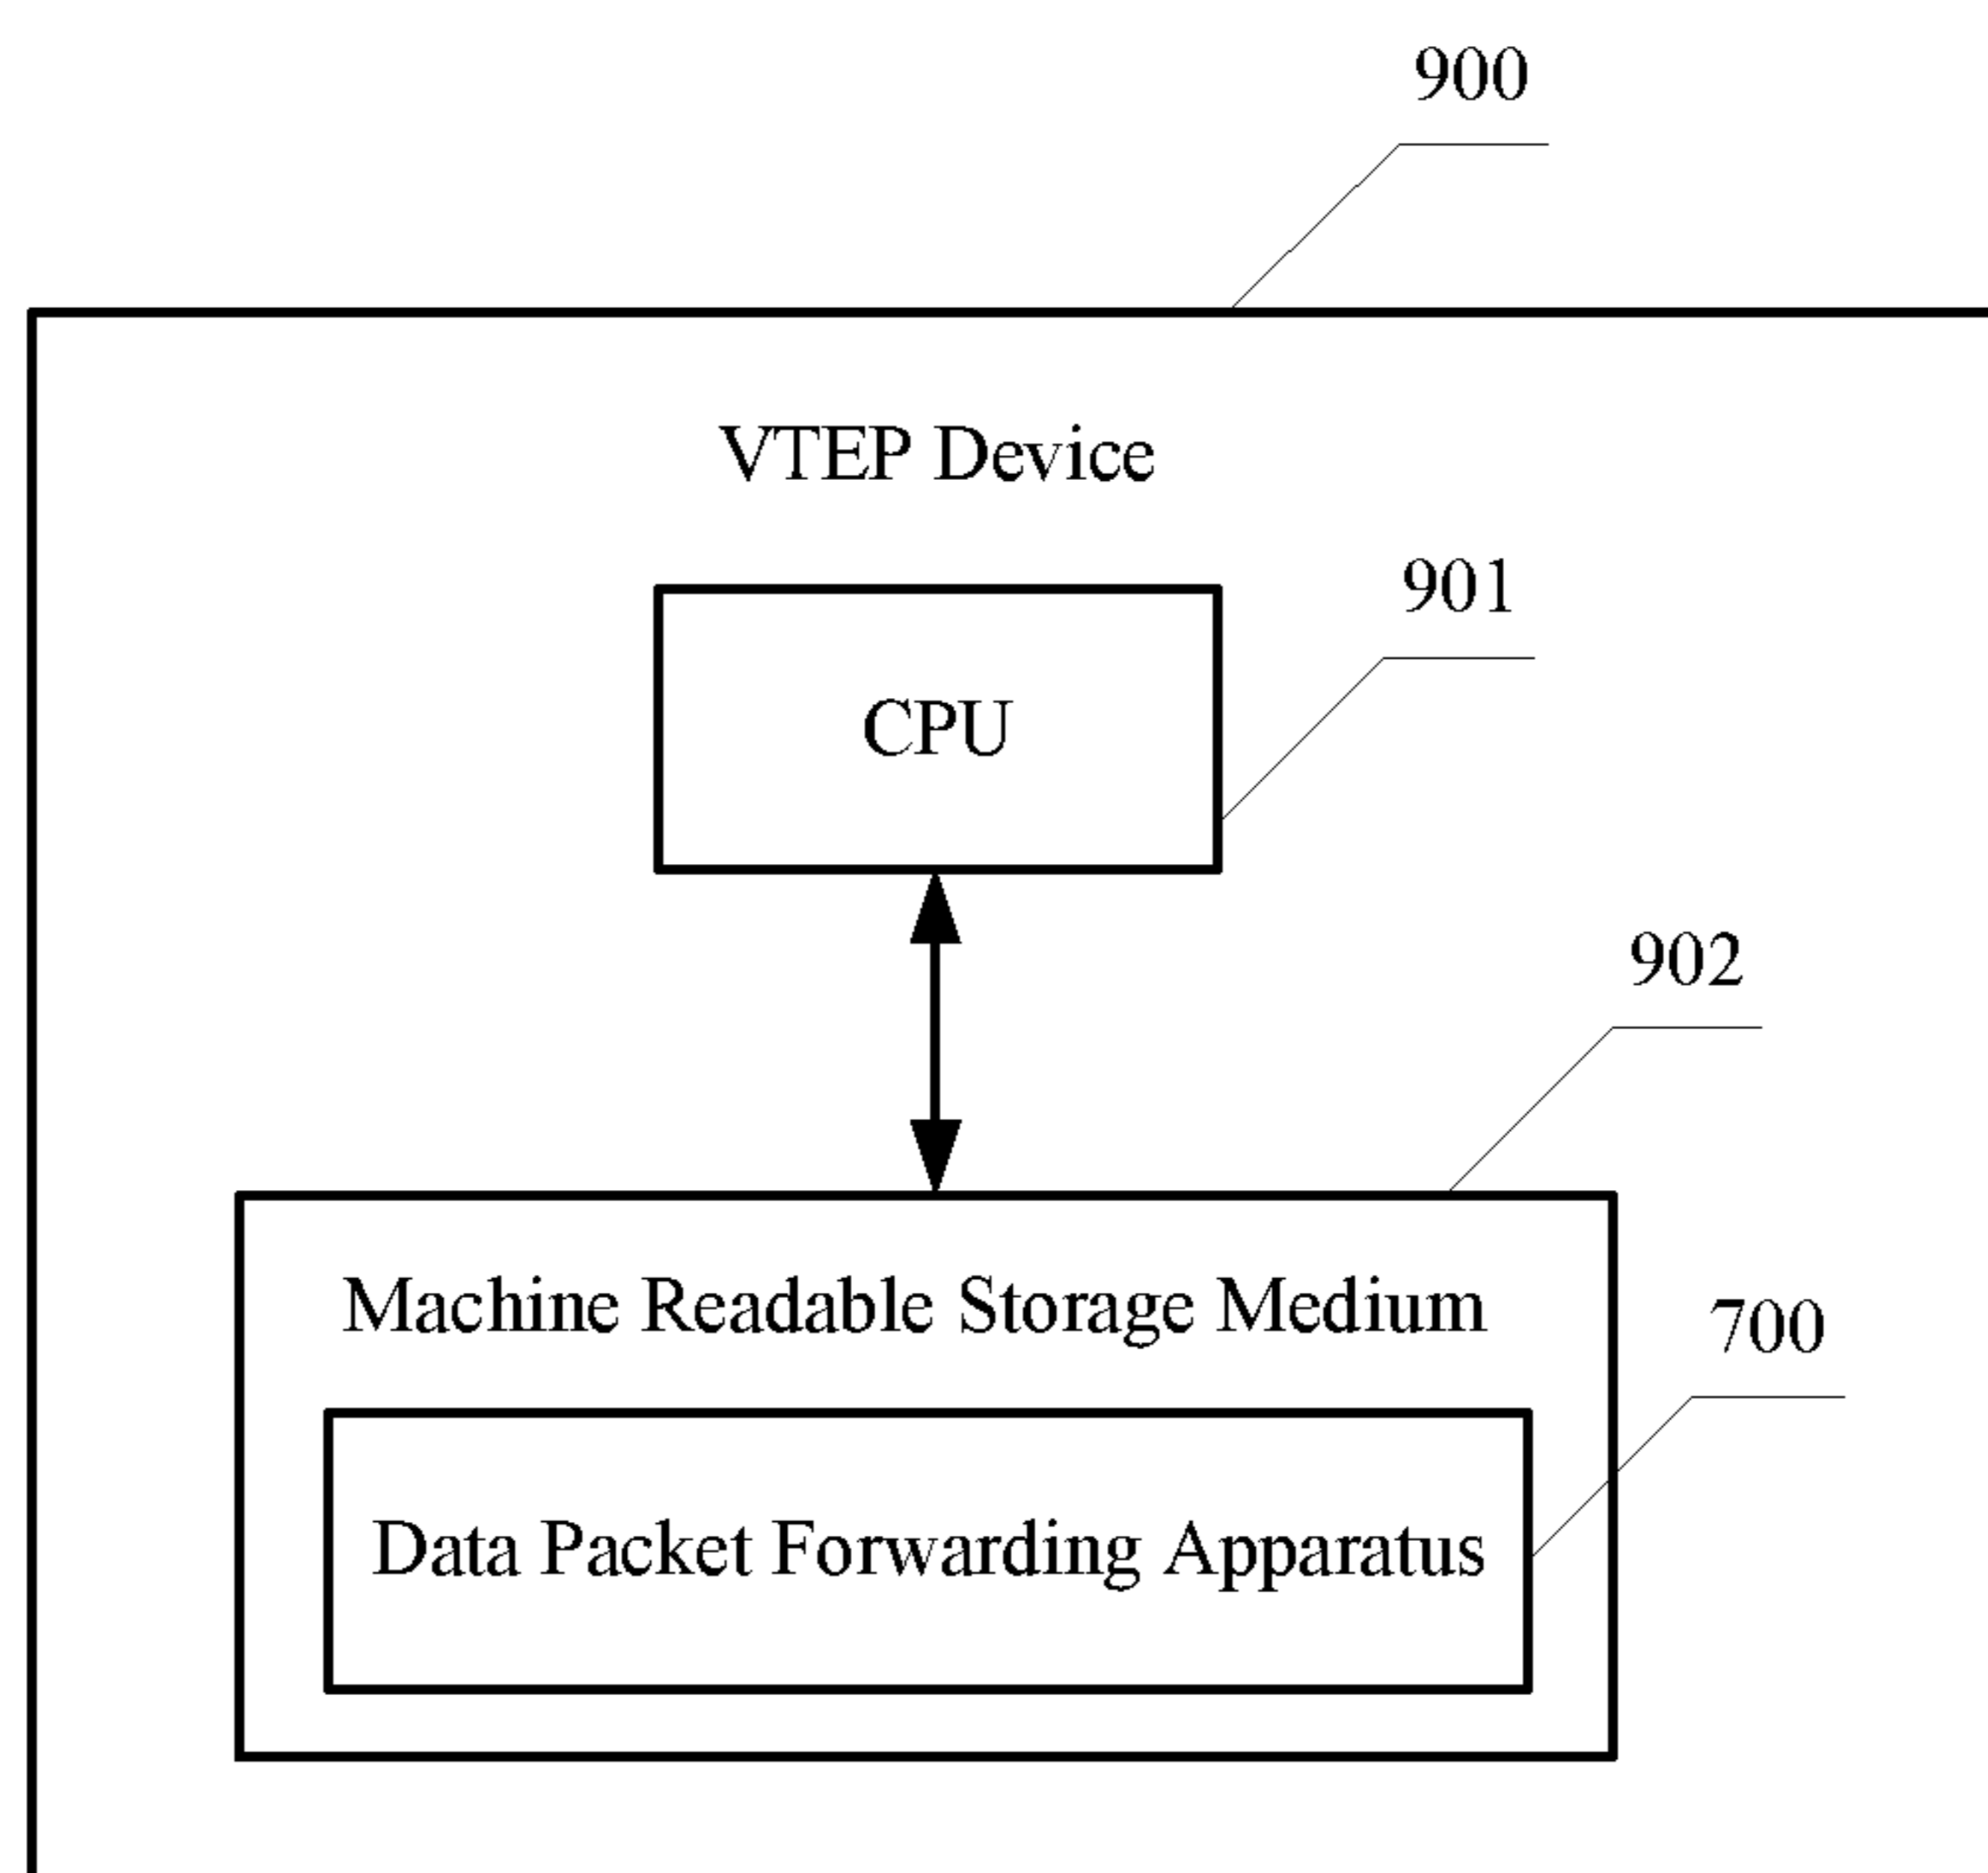 900
VTEP Device
901
CPU
902
Machine Readable Storage Medium
700
Data Packet Forwarding Apparatus